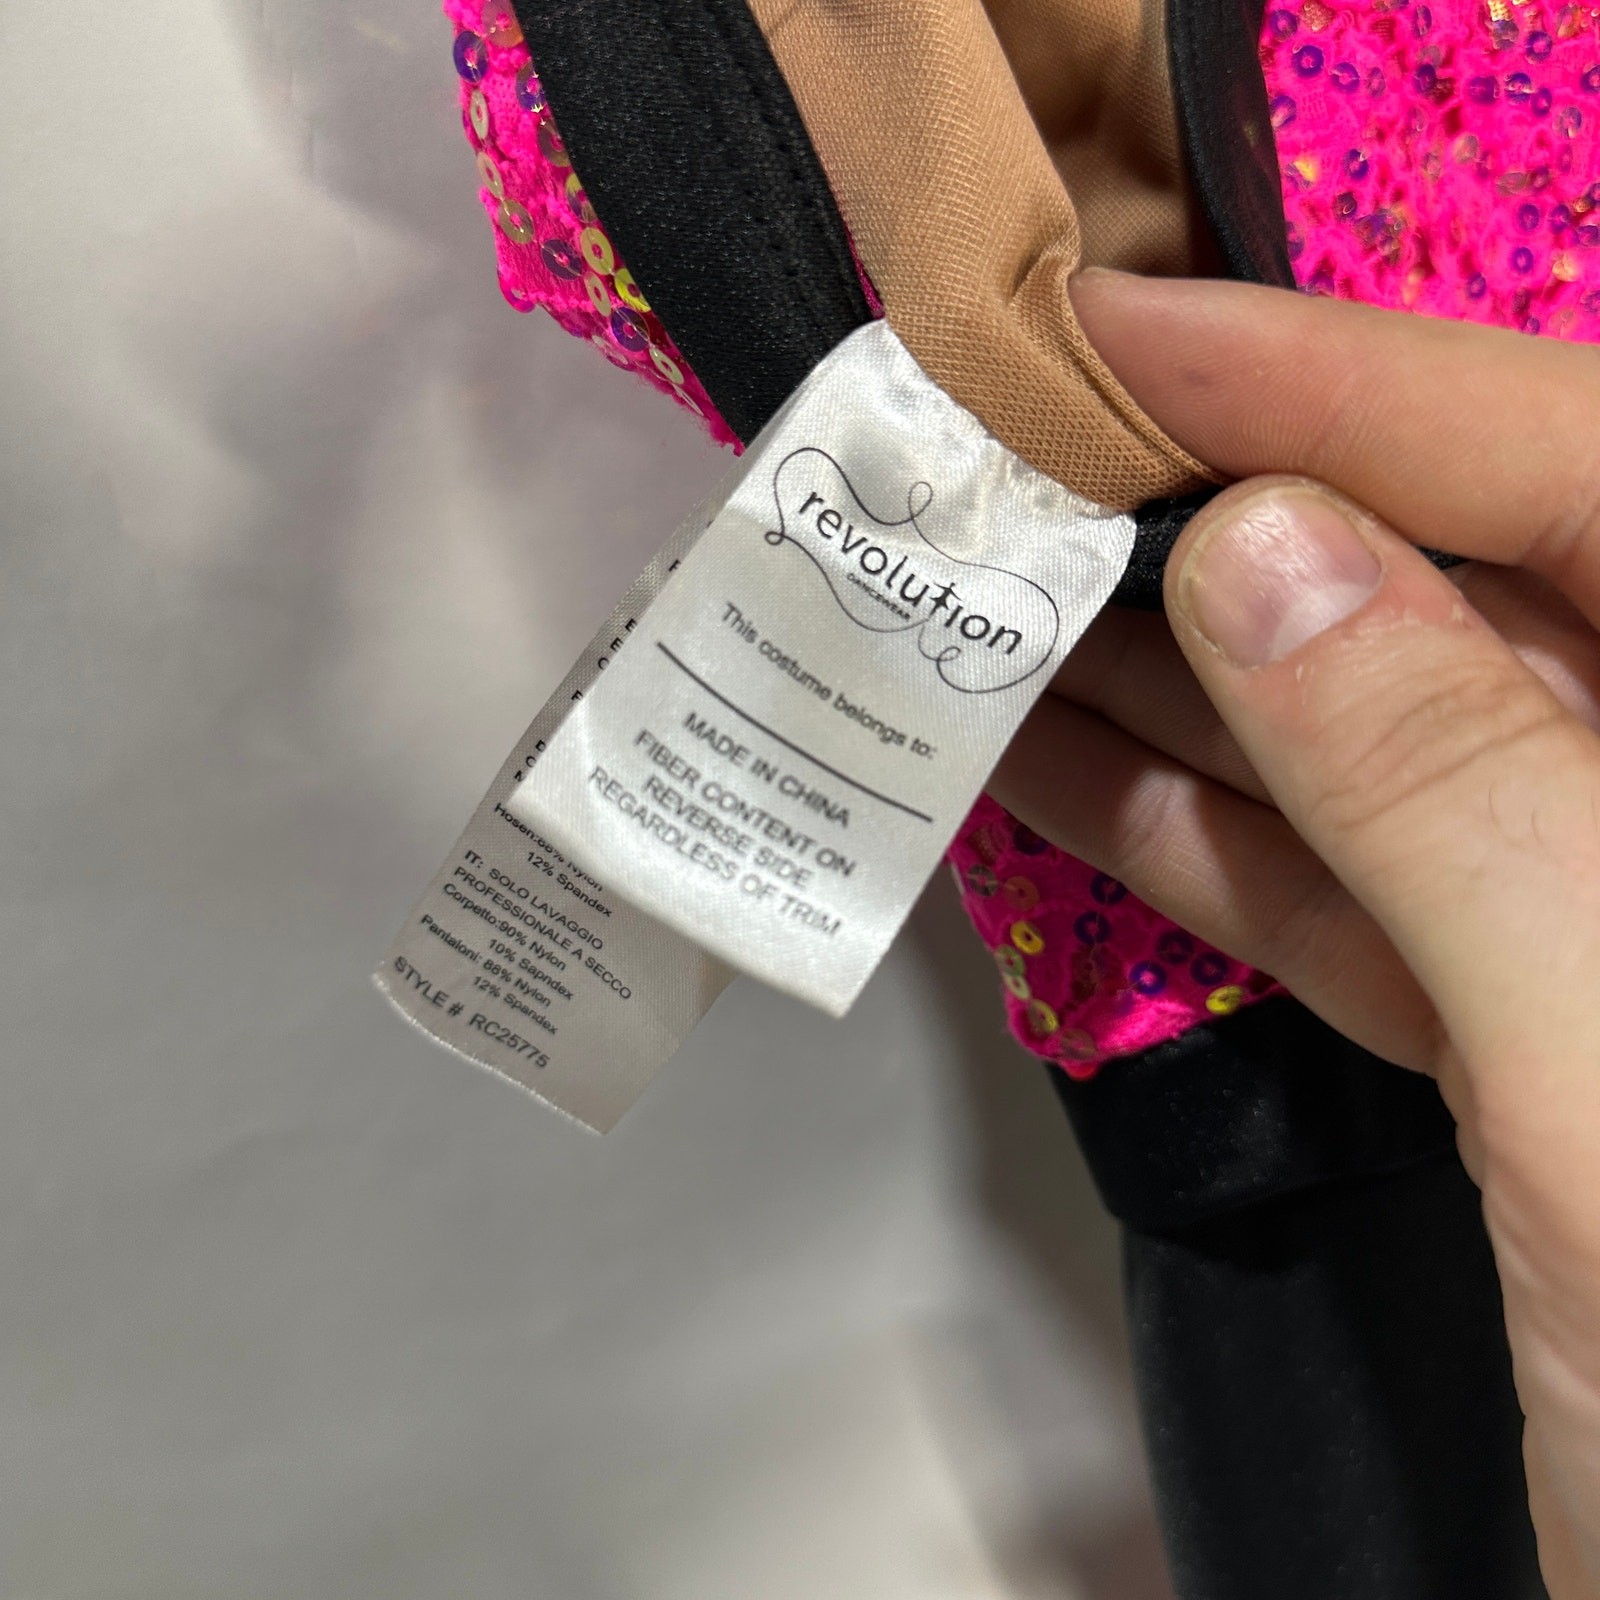 revolution
DANCEWEAR
This costume belongs to:
MADE IN CHINA
FIBER CONTENT ON
REVERSE SIDE
REGARDLESS OF TRIM
Hosen:88% Nylon
12% Spandex
IT: SOLO LAVAGGIO
PROFESSIONALE A SECCO
Corpetto:90% Nylon
10% Sapndex
Pantaloni: 88% Nylon
12% Spandex
STYLE # RC25775